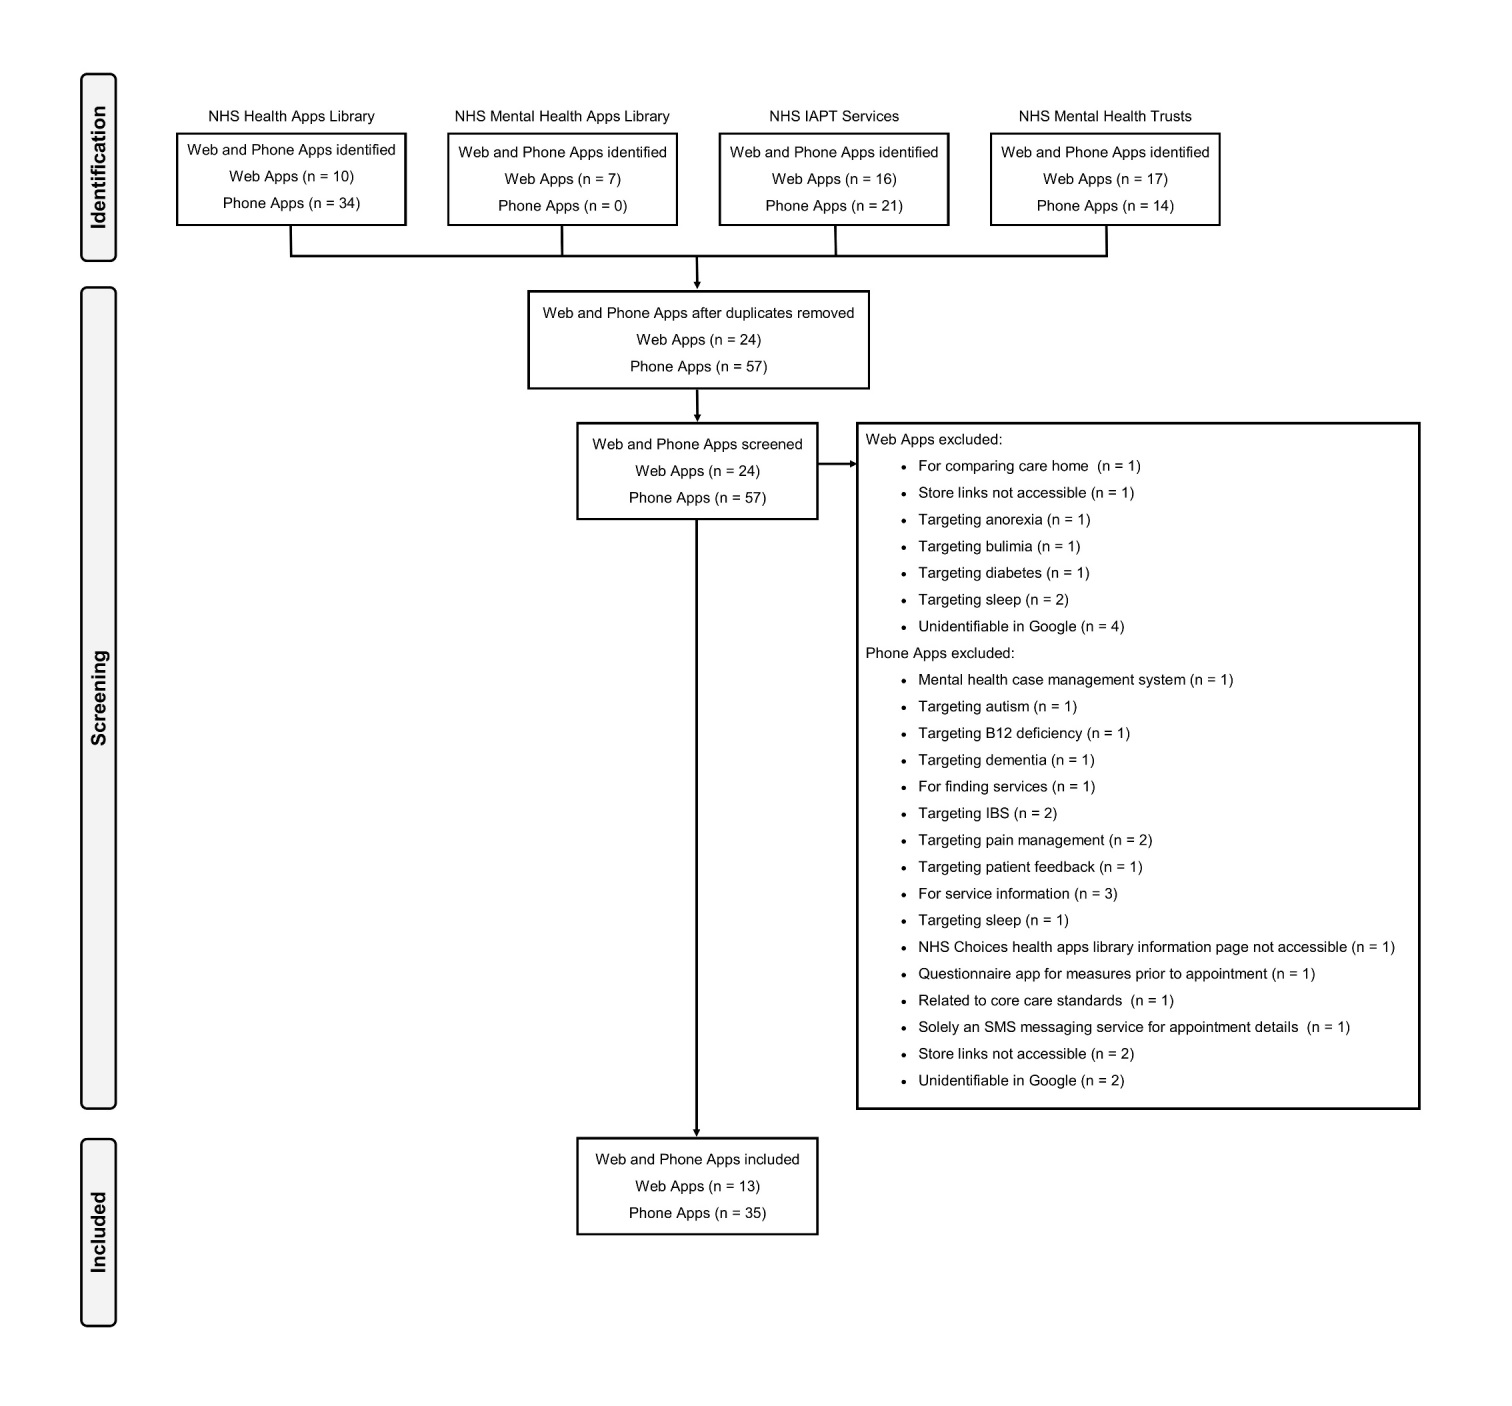 Identification
NHS Health Apps Library
Web and Phone Apps identified
Web Apps (n = 10)
Phone Apps (n = 34)
NHS Mental Health Apps Library
Web and Phone Apps identified
Web Apps (n = 7)
Phone Apps (n = 0)
NHS IAPT Services
Web and Phone Apps identified
Web Apps (n = 16)
Phone Apps (n = 21)
NHS Mental Health Trusts
Web and Phone Apps identified
Web Apps (n = 17)
Phone Apps (n = 14)
Screening
Web and Phone Apps after duplicates removed
Web Apps (n = 24)
Phone Apps (n = 57)
Web and Phone Apps screened
Web Apps (n = 24)
Phone Apps (n = 57)
Web Apps excluded:
• For comparing care home (n = 1)
• Store links not accessible (n = 1)
• Targeting anorexia (n = 1)
• Targeting bulimia (n = 1)
• Targeting diabetes (n = 1)
• Targeting sleep (n = 2)
• Unidentifiable in Google (n = 4)
Phone Apps excluded:
• Mental health case management system (n = 1)
• Targeting autism (n = 1)
• Targeting B12 deficiency (n = 1)
• Targeting dementia (n = 1)
• For finding services (n = 1)
• Targeting IBS (n = 2)
• Targeting pain management (n = 2)
• Targeting patient feedback (n = 1)
• For service information (n = 3)
• Targeting sleep (n = 1)
• NHS Choices health apps library information page not accessible (n = 1)
• Questionnaire app for measures prior to appointment (n = 1)
• Related to core care standards (n = 1)
• Solely an SMS messaging service for appointment details (n = 1)
• Store links not accessible (n = 2)
• Unidentifiable in Google (n = 2)
Included
Web and Phone Apps included
Web Apps (n = 13)
Phone Apps (n = 35)